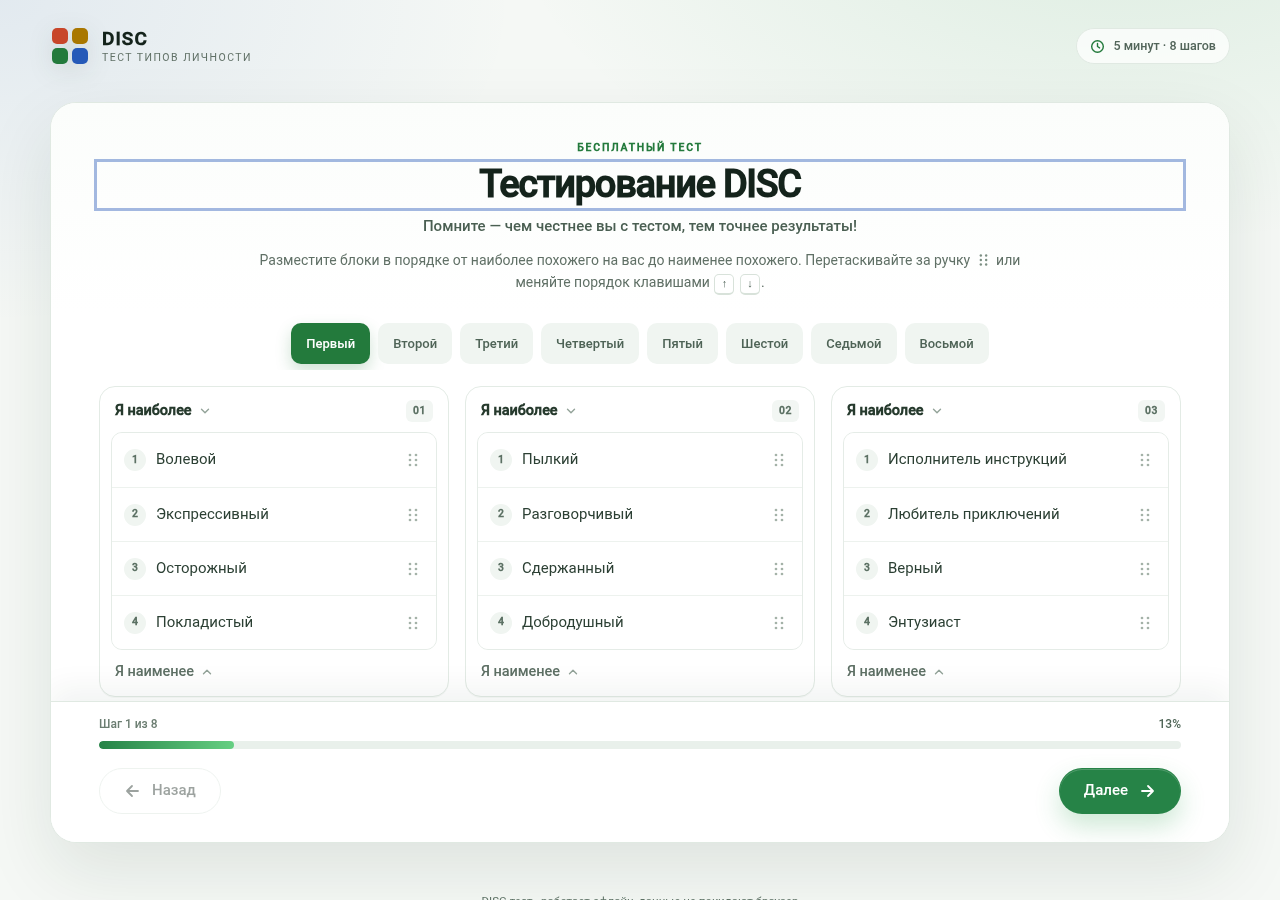 DISC
ТЕСТ ТИПОВ ЛИЧНОСТИ
5 минут · 8 шагов
БЕСПЛАТНЫЙ ТЕСТ
Тестирование DISC
Помните — чем честнее вы с тестом, тем точнее результаты!
Разместите блоки в порядке от наиболее похожего на вас до наименее похожего. Перетаскивайте за ручку ⠿ или
меняйте порядок клавишами ↑ ↓.
Первый
Второй
Третий
Четвертый
Пятый
Шестой
Седьмой
Восьмой
Я наиболее
01
1 Волевой
2 Экспрессивный
3 Осторожный
4 Покладистый
Я наименее
Я наиболее
02
1 Пылкий
2 Разговорчивый
3 Сдержанный
4 Добродушный
Я наименее
Я наиболее
03
1 Исполнитель инструкций
2 Любитель приключений
3 Верный
4 Энтузиаст
Я наименее
Шаг 1 из 8
13%
Назад
Далее